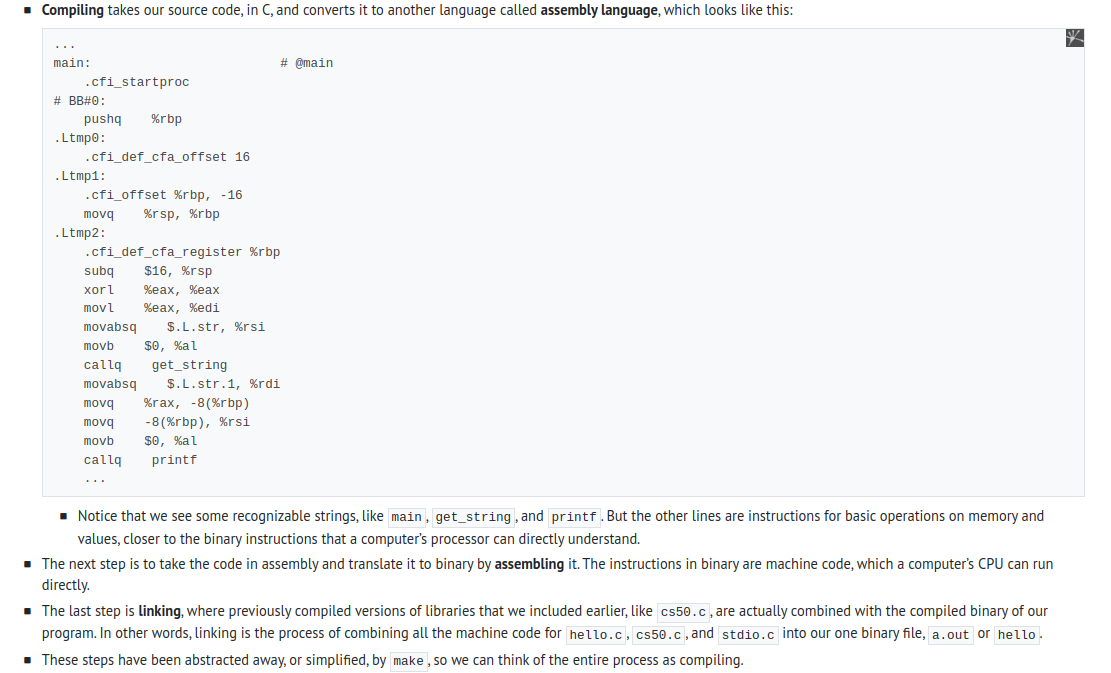 Compiling takes our source code, in C, and converts it to another language called assembly language, which looks like this:
...
main:                         # @main
    .cfi_startproc
# BB#0:
    pushq    %rbp
.Ltmp0:
    .cfi_def_cfa_offset 16
.Ltmp1:
    .cfi_offset %rbp, -16
    movq    %rsp, %rbp
.Ltmp2:
    .cfi_def_cfa_register %rbp
    subq    $16, %rsp
    xorl    %eax, %eax
    movl    %eax, %edi
    movabsq    $.L.str, %rsi
    movb    $0, %al
    callq    get_string
    movabsq    $.L.str.1, %rdi
    movq    %rax, -8(%rbp)
    movq    -8(%rbp), %rsi
    movb    $0, %al
    callq    printf
    ...
Notice that we see some recognizable strings, like main, get_string, and printf. But the other lines are instructions for basic operations on memory and
values, closer to the binary instructions that a computer's processor can directly understand.
The next step is to take the code in assembly and translate it to binary by assembling it. The instructions in binary are machine code, which a computer's CPU can run
directly.
The last step is linking, where previously compiled versions of libraries that we included earlier, like cs50.c, are actually combined with the compiled binary of our
program. In other words, linking is the process of combining all the machine code for hello.c, cs50.c, and stdio.c into our one binary file, a.out or hello.
These steps have been abstracted away, or simplified, by make, so we can think of the entire process as compiling.